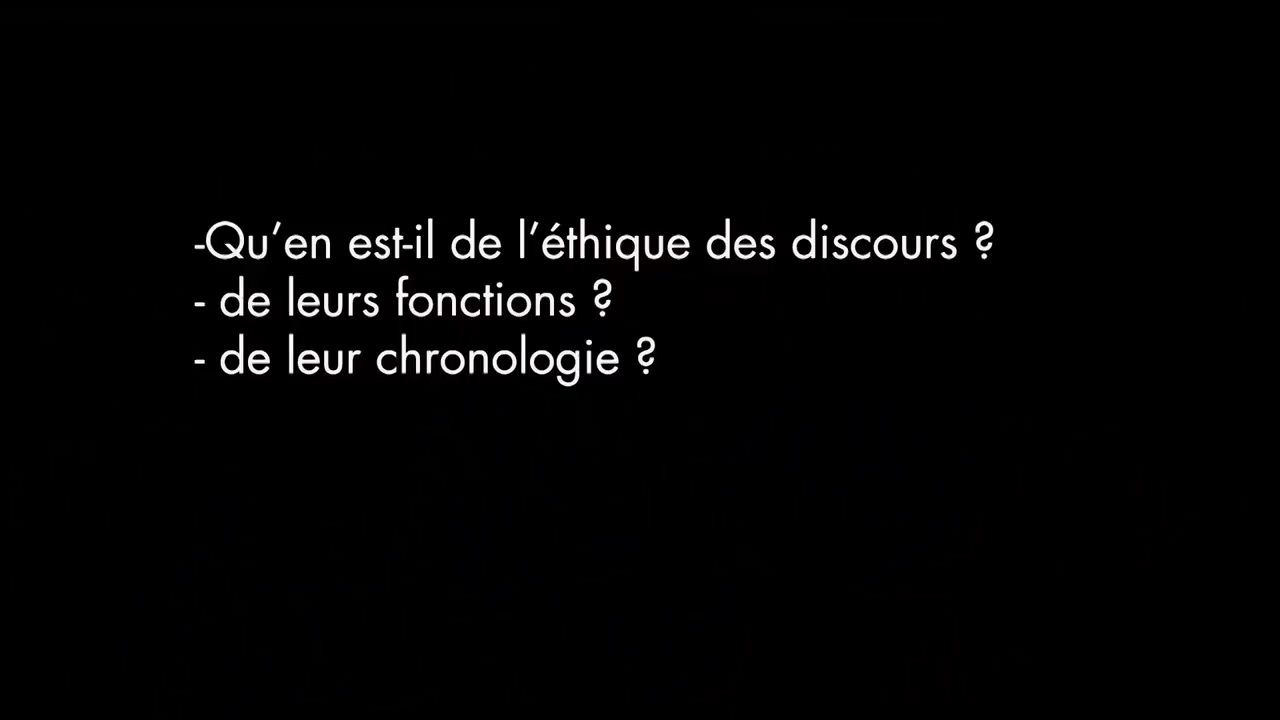 -Qu’en est-il de l’éthique des discours ?
- de leurs fonctions ?
- de leur chronologie ?